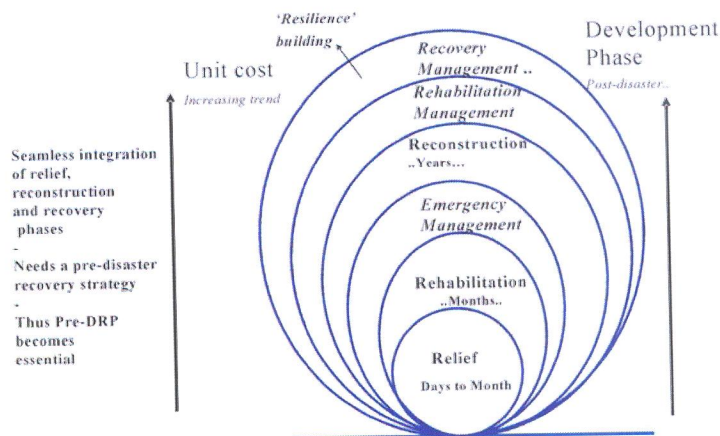 ‘Resilience’
building
Development
Phase
Post-disaster..
Unit cost
Increasing trend
Recovery
Management ..
Rehabilitation
Management
Reconstruction
..Years...
Seamless integration
of relief,
reconstruction
and recovery
phases
-
Needs a pre-disaster
recovery strategy
-
Thus Pre-DRP
becomes
essential
Emergency
Management
Rehabilitation
..Months..
Relief
Days to Month